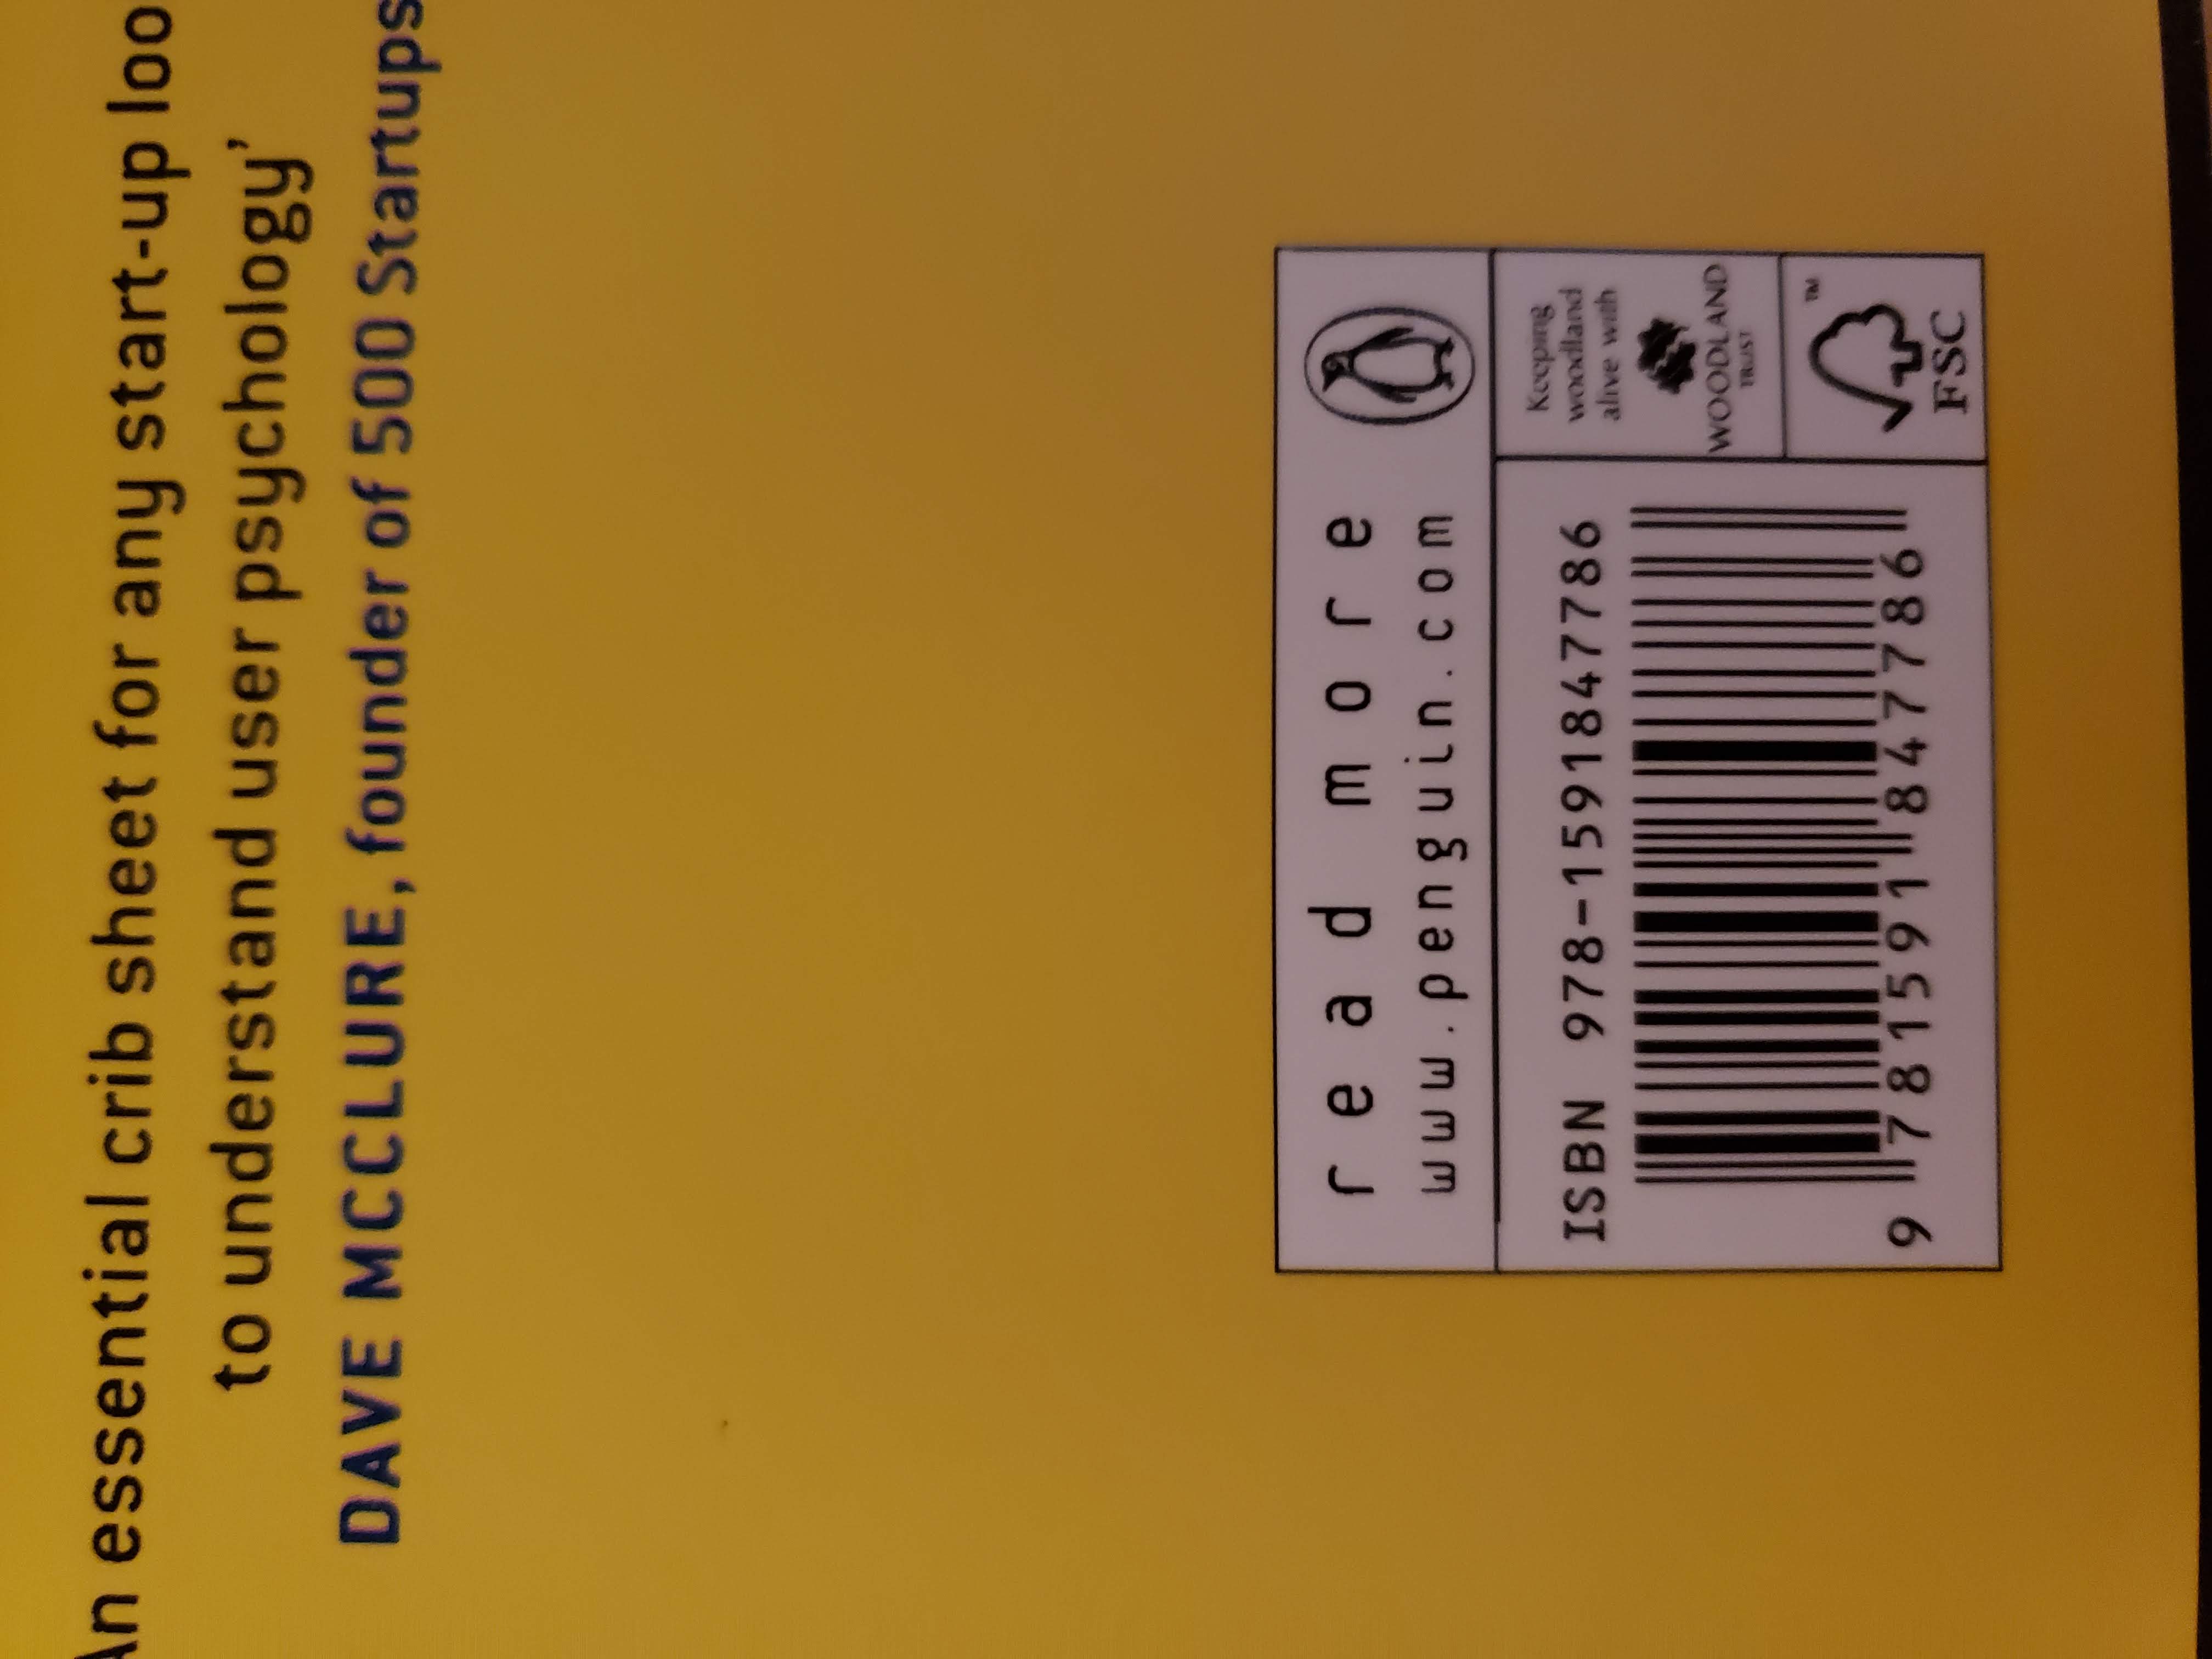 An essential crib sheet for any start-up loo
to understand user psychology'
DAVE MCCLURE, founder of 500 Startups
read more
www.penguin.com
ISBN 978-1591847786
9 781591 847786
Keeping
woodland
alive with
WOODLAND
TRUST
TM
FSC